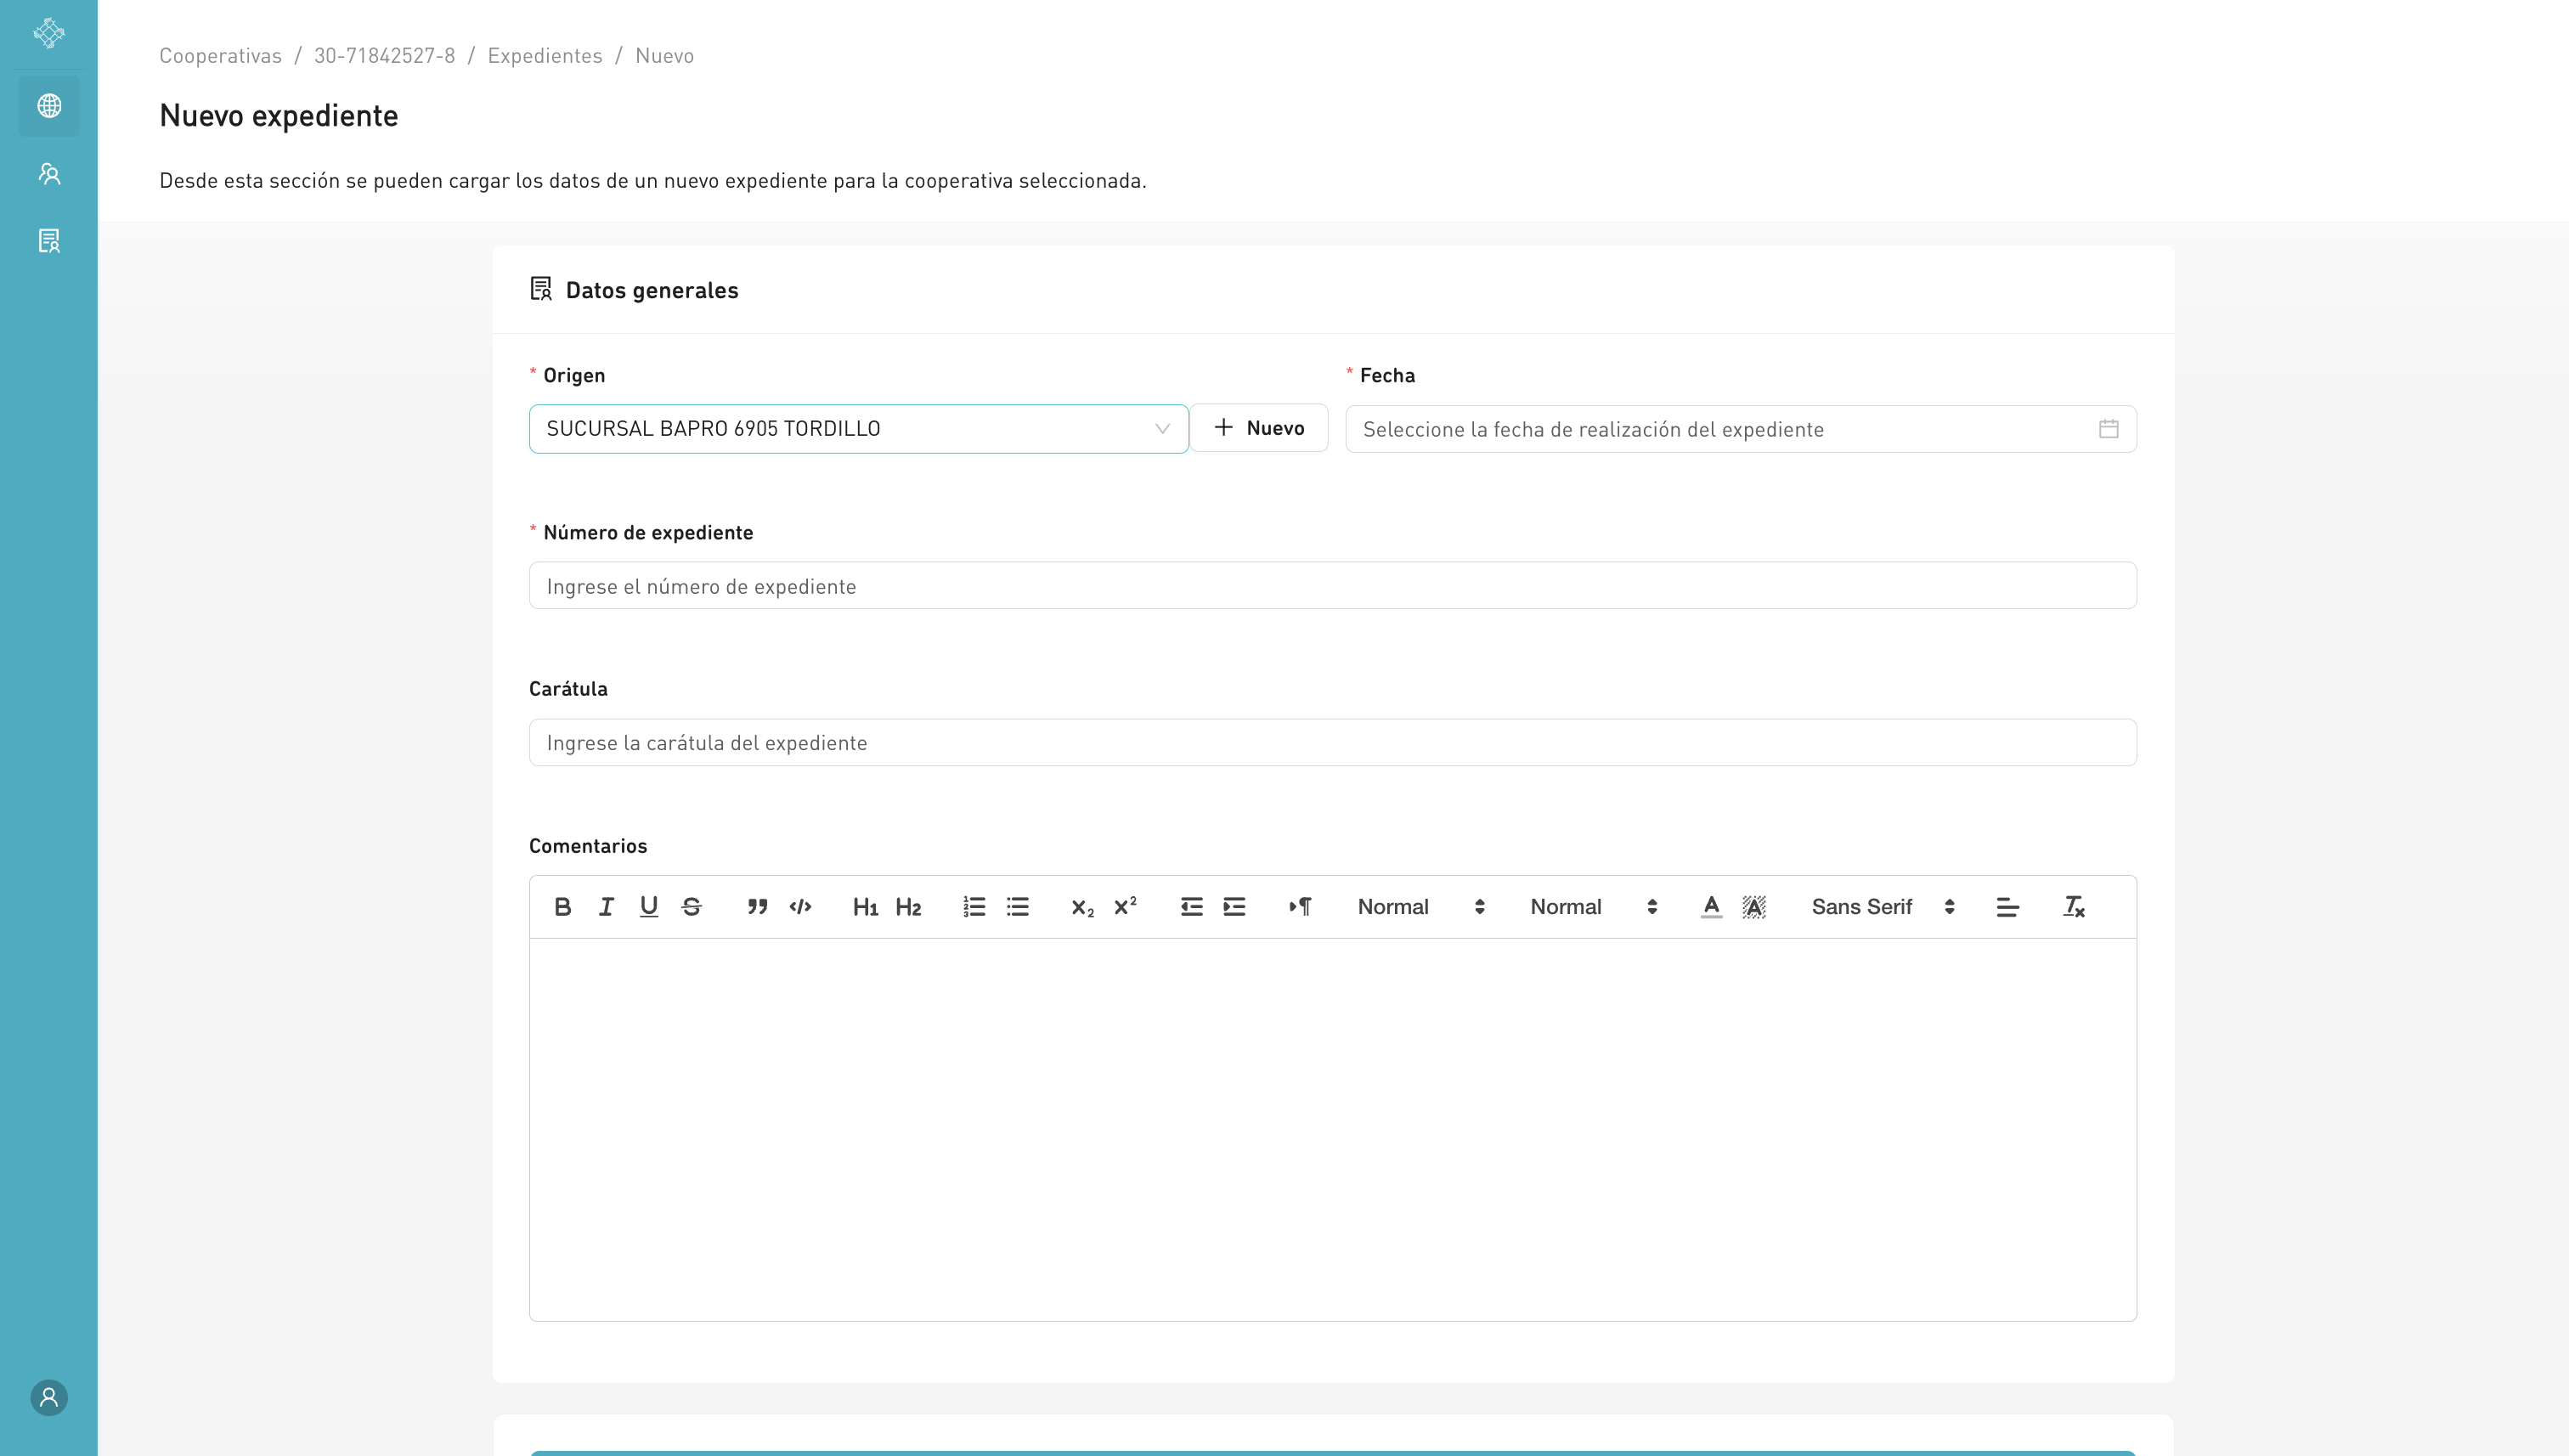 Cooperativas / 30-71842527-8 / Expedientes / Nuevo
Nuevo expediente
Desde esta sección se pueden cargar los datos de un nuevo expediente para la cooperativa seleccionada.
Datos generales
* Origen
* Fecha
SUCURSAL BAPRO 6905 TORDILLO
+ Nuevo
Seleccione la fecha de realización del expediente
* Número de expediente
Ingrese el número de expediente
Carátula
Ingrese la carátula del expediente
Comentarios
B I U S H1 H2 x2 x2 Normal Normal A A Sans Serif Tx